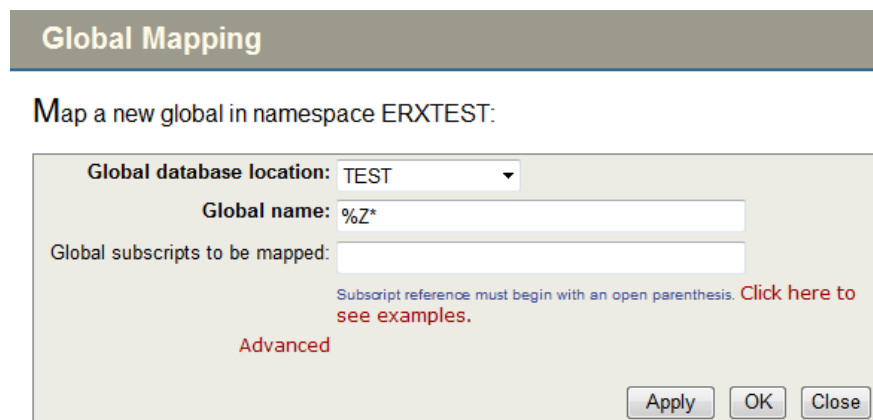 Global Mapping
Map a new global in namespace ERXTEST:
Global database location: TEST
Global name: %Z*
Global subscripts to be mapped:
Subscript reference must begin with an open parenthesis. Click here to
see examples.
Advanced
Apply OK Close